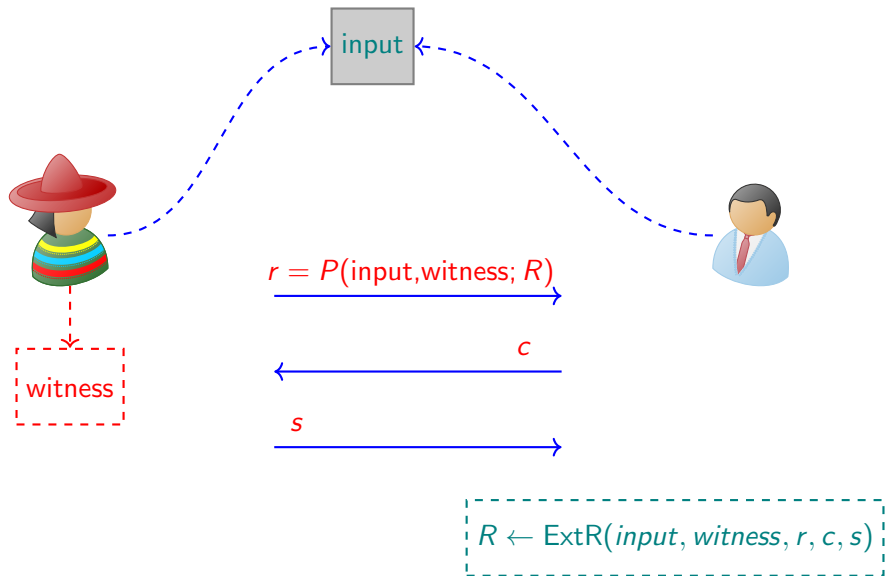 input
r = P(input,witness; R)
c
witness
s
R ← ExtR(input, witness, r, c, s)